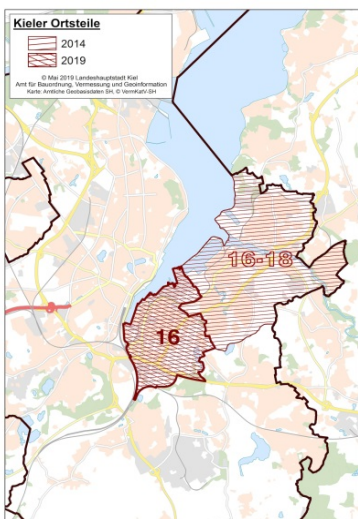 Kieler Ortsteile
2014
2019
© Mai 2019 Landeshauptstadt Kiel
Amt für Bauordnung, Vermessung und Geoinformation
Karte: Amtliche Geobasisdaten SH, © VermKatV-SH
16-18
16